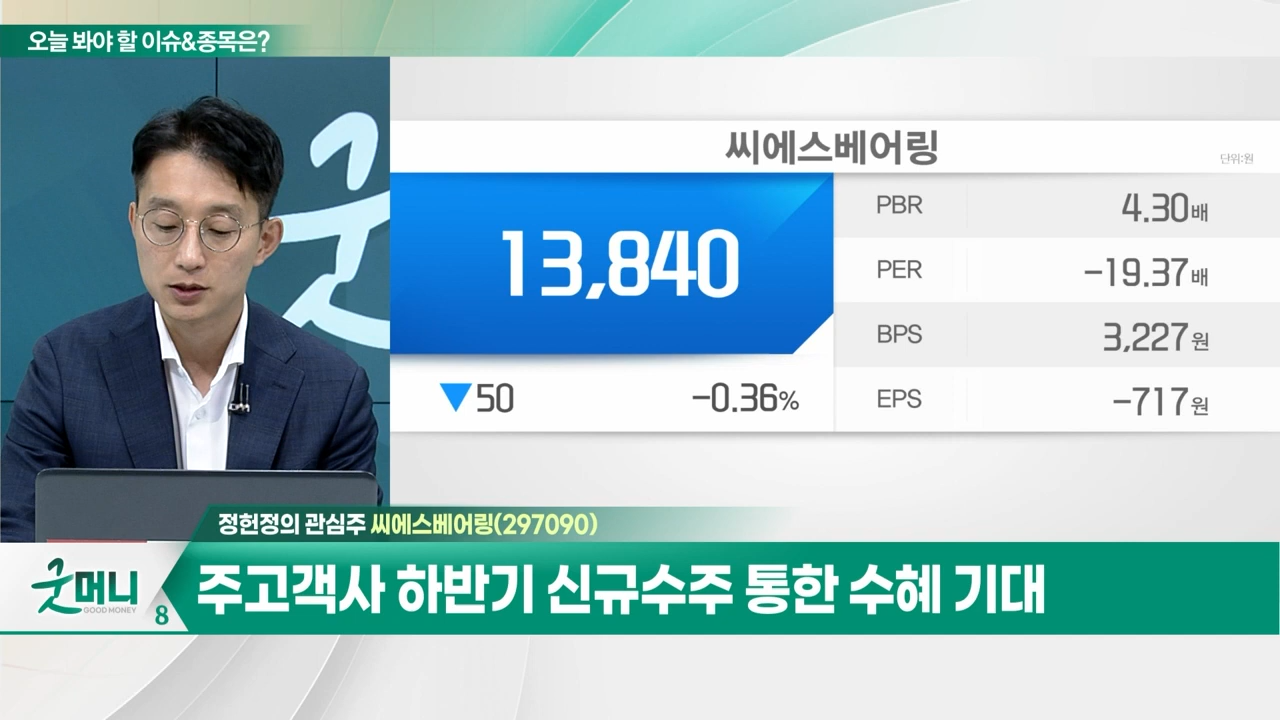 오늘 봐야 할 이슈&종목은?
씨에스베어링
단위:원
13,840
▼50 -0.36%
PBR 4.30배
PER -19.37배
BPS 3,227원
EPS -717원
정헌정의 관심주 씨에스베어링(297090)
주고객사 하반기 신규수주 통한 수혜 기대
굿머니
GOOD MONEY
8